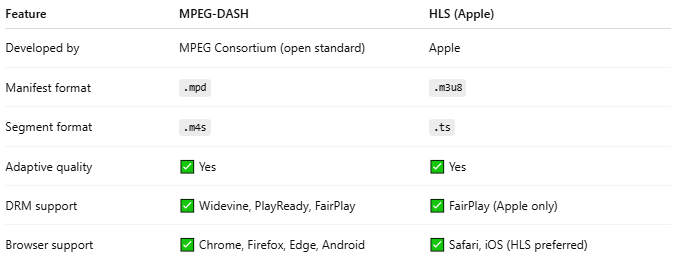 Feature MPEG-DASH HLS (Apple)
Developed by MPEG Consortium (open standard) Apple
Manifest format .mpd .m3u8
Segment format .m4s .ts
Adaptive quality ✅ Yes ✅ Yes
DRM support ✅ Widevine, PlayReady, FairPlay ✅ FairPlay (Apple only)
Browser support ✅ Chrome, Firefox, Edge, Android ✅ Safari, iOS (HLS preferred)